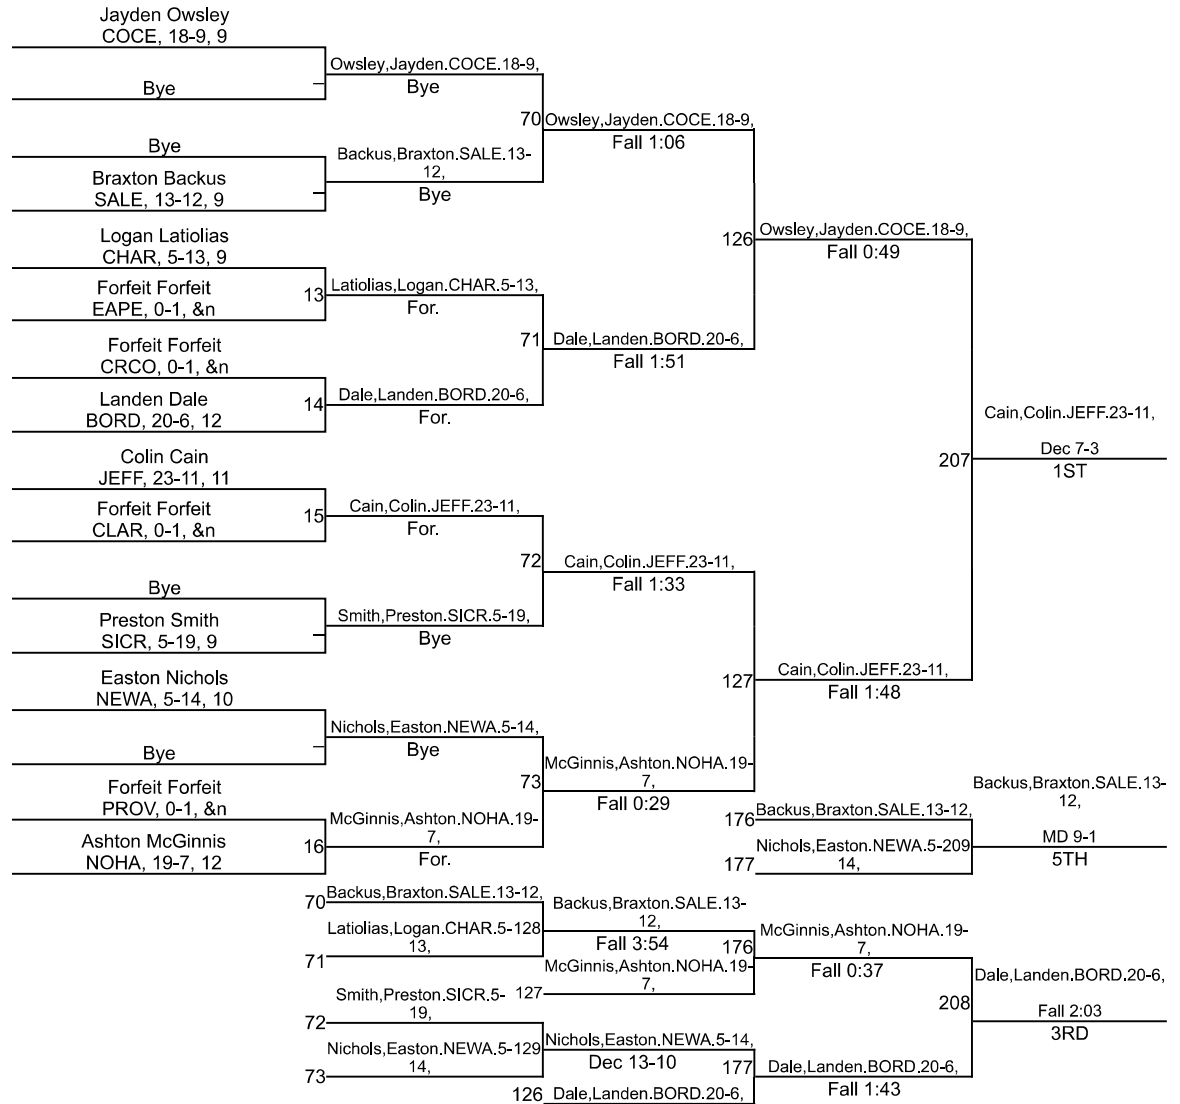 Jayden Owsley
COCE, 18-9, 9
Owsley,Jayden.COCE.18-9,
Bye
Bye
70
Owsley,Jayden.COCE.18-9,
Fall 1:06
Bye
Backus,Braxton.SALE.13-
12,
Bye
Braxton Backus
SALE, 13-12, 9
Logan Latiolias
CHAR, 5-13, 9
126
Owsley,Jayden.COCE.18-9,
Fall 0:49
Forfeit Forfeit
EAPE, 0-1, &n
13
Latiolias,Logan.CHAR.5-13,
For.
71
Dale,Landen.BORD.20-6,
Fall 1:51
Forfeit Forfeit
CRCO, 0-1, &n
Landen Dale
BORD, 20-6, 12
14
Dale,Landen.BORD.20-6,
For.
Cain,Colin.JEFF.23-11,
207
Dec 7-3
1ST
Colin Cain
JEFF, 23-11, 11
Forfeit Forfeit
CLAR, 0-1, &n
15
Cain,Colin.JEFF.23-11,
For.
72
Cain,Colin.JEFF.23-11,
Fall 1:33
Bye
Preston Smith
SICR, 5-19, 9
Smith,Preston.SICR.5-19,
Bye
Easton Nichols
NEWA, 5-14, 10
127
Cain,Colin.JEFF.23-11,
Fall 1:48
Nichols,Easton.NEWA.5-14,
Bye
Bye
73
McGinnis,Ashton.NOHA.19-
7,
Fall 0:29
Forfeit Forfeit
PROV, 0-1, &n
Ashton McGinnis
NOHA, 19-7, 12
16
McGinnis,Ashton.NOHA.19-
7,
For.
176
Backus,Braxton.SALE.13-12,
177
Nichols,Easton.NEWA.5-
14,
209
Backus,Braxton.SALE.13-
12,
MD 9-1
5TH
70
Backus,Braxton.SALE.13-12,
71
Latiolias,Logan.CHAR.5-
13,
128
Backus,Braxton.SALE.13-
12,
Fall 3:54
127
McGinnis,Ashton.NOHA.19-
7,
176
McGinnis,Ashton.NOHA.19-
7,
Fall 0:37
72
Smith,Preston.SICR.5-
19,
73
Nichols,Easton.NEWA.5-
14,
129
Nichols,Easton.NEWA.5-14,
Dec 13-10
126
Dale,Landen.BORD.20-6,
177
Dale,Landen.BORD.20-6,
Fall 1:43
208
Dale,Landen.BORD.20-6,
Fall 2:03
3RD